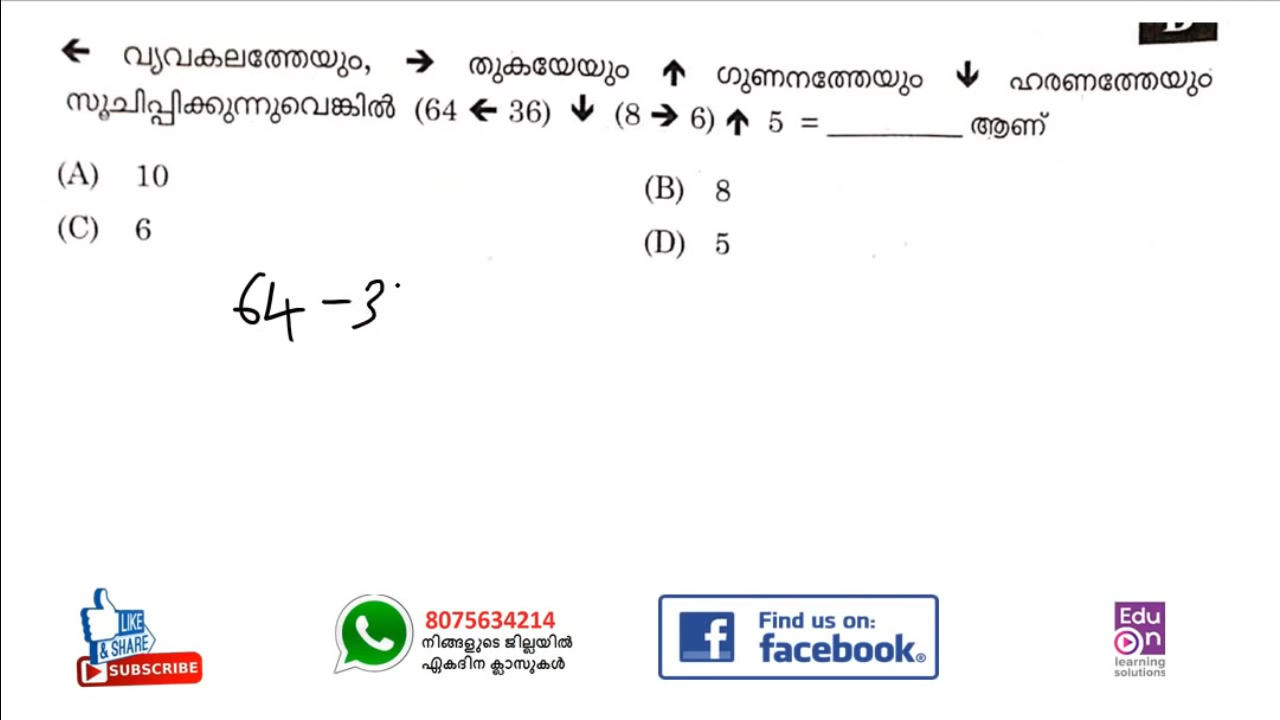 ← വ്യവകലത്തേയും, → തുകയേയും ↑ ഗുണനത്തേയും ↓ ഹരണത്തേയും
സൂചിപ്പിക്കുന്നുവെങ്കിൽ (64 ← 36) ↓ (8 → 6) ↑ 5 = ________ ആണ്
(A) 10
(B) 8
(C) 6
(D) 5
64 - 3
LIKE
& SHARE
SUBSCRIBE
8075634214
നിങ്ങളുടെ ജില്ലയിൽ
ഏകദിന ക്ലാസുകൾ
Find us on:
facebook®
Edu
On
learning
solutions